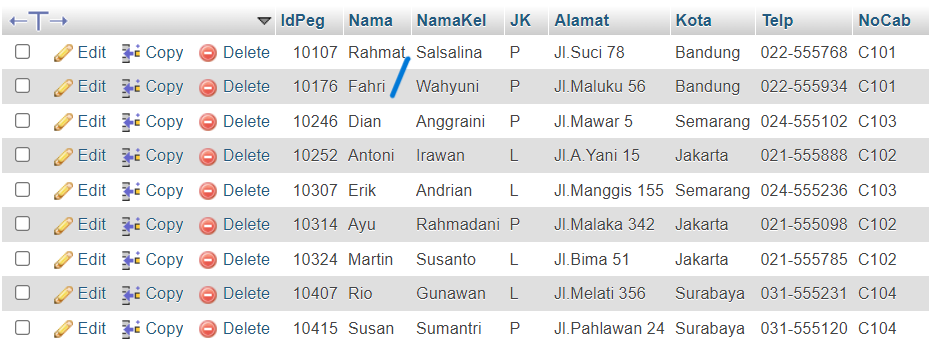 IdPeg Nama NamaKel JK Alamat Kota Telp NoCab
Edit Copy Delete 10107 Rahmat Salsalina P Jl.Suci 78 Bandung 022-555768 C101
Edit Copy Delete 10176 Fahri Wahyuni P Jl.Maluku 56 Bandung 022-555934 C101
Edit Copy Delete 10246 Dian Anggraini P Jl.Mawar 5 Semarang 024-555102 C103
Edit Copy Delete 10252 Antoni Irawan L Jl.A.Yani 15 Jakarta 021-555888 C102
Edit Copy Delete 10307 Erik Andrian L Jl.Manggis 155 Semarang 024-555236 C103
Edit Copy Delete 10314 Ayu Rahmadani P Jl.Malaka 342 Jakarta 021-555098 C102
Edit Copy Delete 10324 Martin Susanto L Jl.Bima 51 Jakarta 021-555785 C102
Edit Copy Delete 10407 Rio Gunawan L Jl.Melati 356 Surabaya 031-555231 C104
Edit Copy Delete 10415 Susan Sumantri P Jl.Pahlawan 24 Surabaya 031-555120 C104